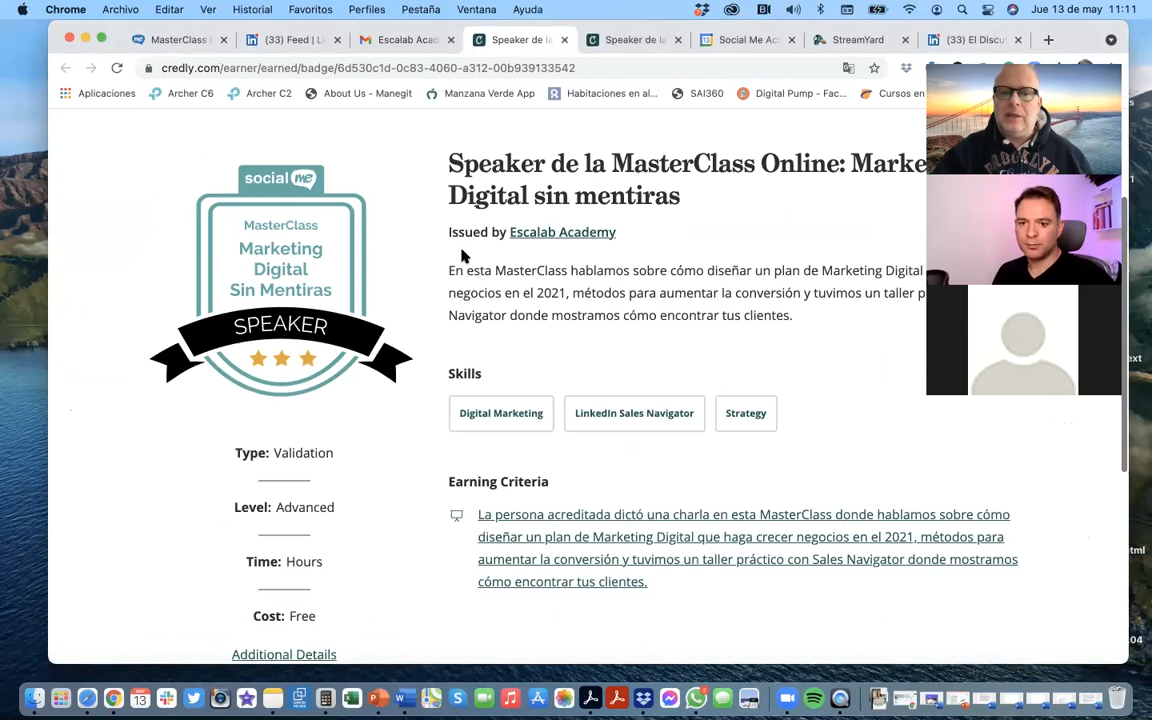 Chrome Archivo Editar Ver Historial Favoritos Perfiles Pestaña Ventana Ayuda Jue 13 de may 11:11
MasterClass (33) Feed | Li Escalab Acad Speaker de la Speaker de la Social Me Ac StreamYard (33) El Discu
credly.com/earner/earned/badge/6d530c1d-0c83-4060-a312-00b939133542
Aplicaciones Archer C6 Archer C2 About Us - Manegit Manzana Verde App Habitaciones en al... SAI360 Digital Pump - Fac... Cursos en
BROOKLYN
social me
MasterClass
Marketing
Digital
Sin Mentiras
SPEAKER
Type: Validation
Level: Advanced
Time: Hours
Cost: Free
Additional Details
Speaker de la MasterClass Online: Marke
Digital sin mentiras
Issued by Escalab Academy
En esta MasterClass hablamos sobre cómo diseñar un plan de Marketing Digital
negocios en el 2021, métodos para aumentar la conversión y tuvimos un taller p
Navigator donde mostramos cómo encontrar tus clientes.
Skills
Digital Marketing LinkedIn Sales Navigator Strategy
Earning Criteria
La persona acreditada dictó una charla en esta MasterClass donde hablamos sobre cómo
diseñar un plan de Marketing Digital que haga crecer negocios en el 2021, métodos para
aumentar la conversión y tuvimos un taller práctico con Sales Navigator donde mostramos
cómo encontrar tus clientes.